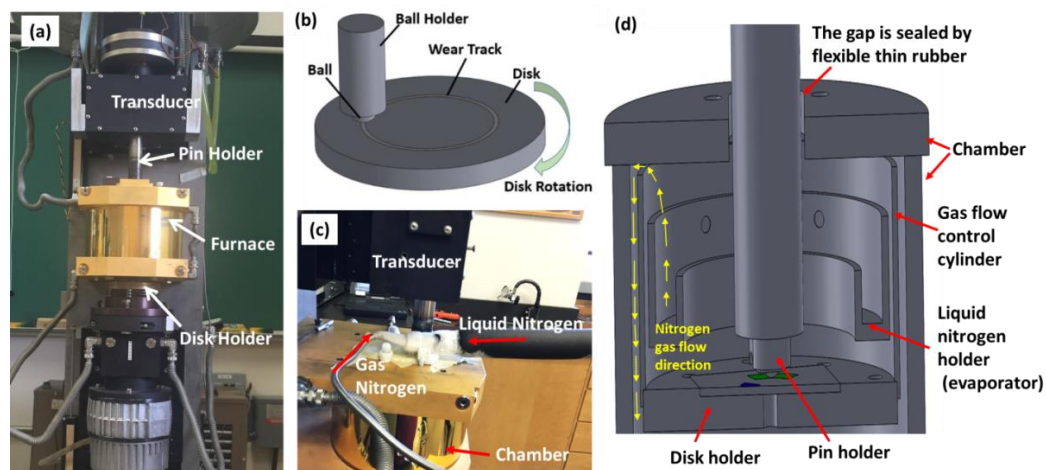 (a)
Transducer
Pin Holder
Furnace
Disk Holder
(b)
Ball Holder
Wear Track
Ball
Disk
Disk Rotation
(c)
Transducer
Liquid Nitrogen
Gas
Nitrogen
Chamber
(d)
The gap is sealed by
flexible thin rubber
Chamber
Gas flow
control
cylinder
Liquid
nitrogen
holder
(evaporator)
Nitrogen
gas flow
direction
Disk holder
Pin holder